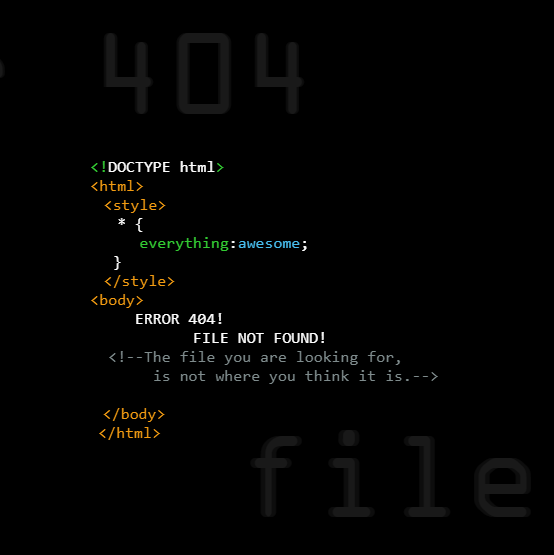 404
<!DOCTYPE html>
<html>
<style>
* {
everything:awesome;
}
</style>
<body>
ERROR 404!
FILE NOT FOUND!
<!--The file you are looking for,
is not where you think it is.-->
</body>
</html>
file